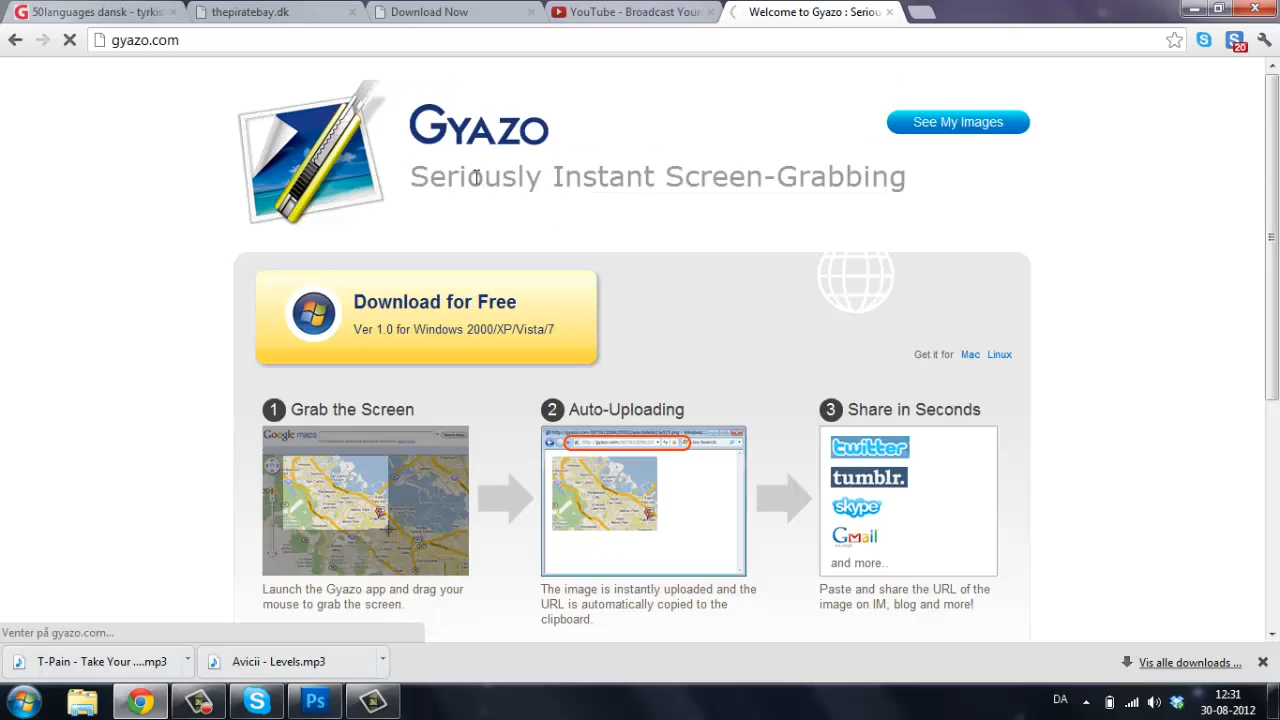 50languages dansk - tyrkis
thepiratebay.dk
Download Now
YouTube - Broadcast Your
Welcome to Gyazo : Seriou
gyazo.com
20
GYAZO
Seriously Instant Screen-Grabbing
See My Images
Download for Free
Ver 1.0 for Windows 2000/XP/Vista/7
Get it for Mac Linux
1 Grab the Screen
Google maps
Launch the Gyazo app and drag your
mouse to grab the screen.
2 Auto-Uploading
The image is instantly uploaded and the
URL is automatically copied to the
clipboard.
3 Share in Seconds
twitter
tumblr.
skype
Gmail
and more..
Paste and share the URL of the
image on IM, blog and more!
Venter på gyazo.com...
T-Pain - Take Your ....mp3
Avicii - Levels.mp3
Vis alle downloads ...
Ps
DA
12:31
30-08-2012